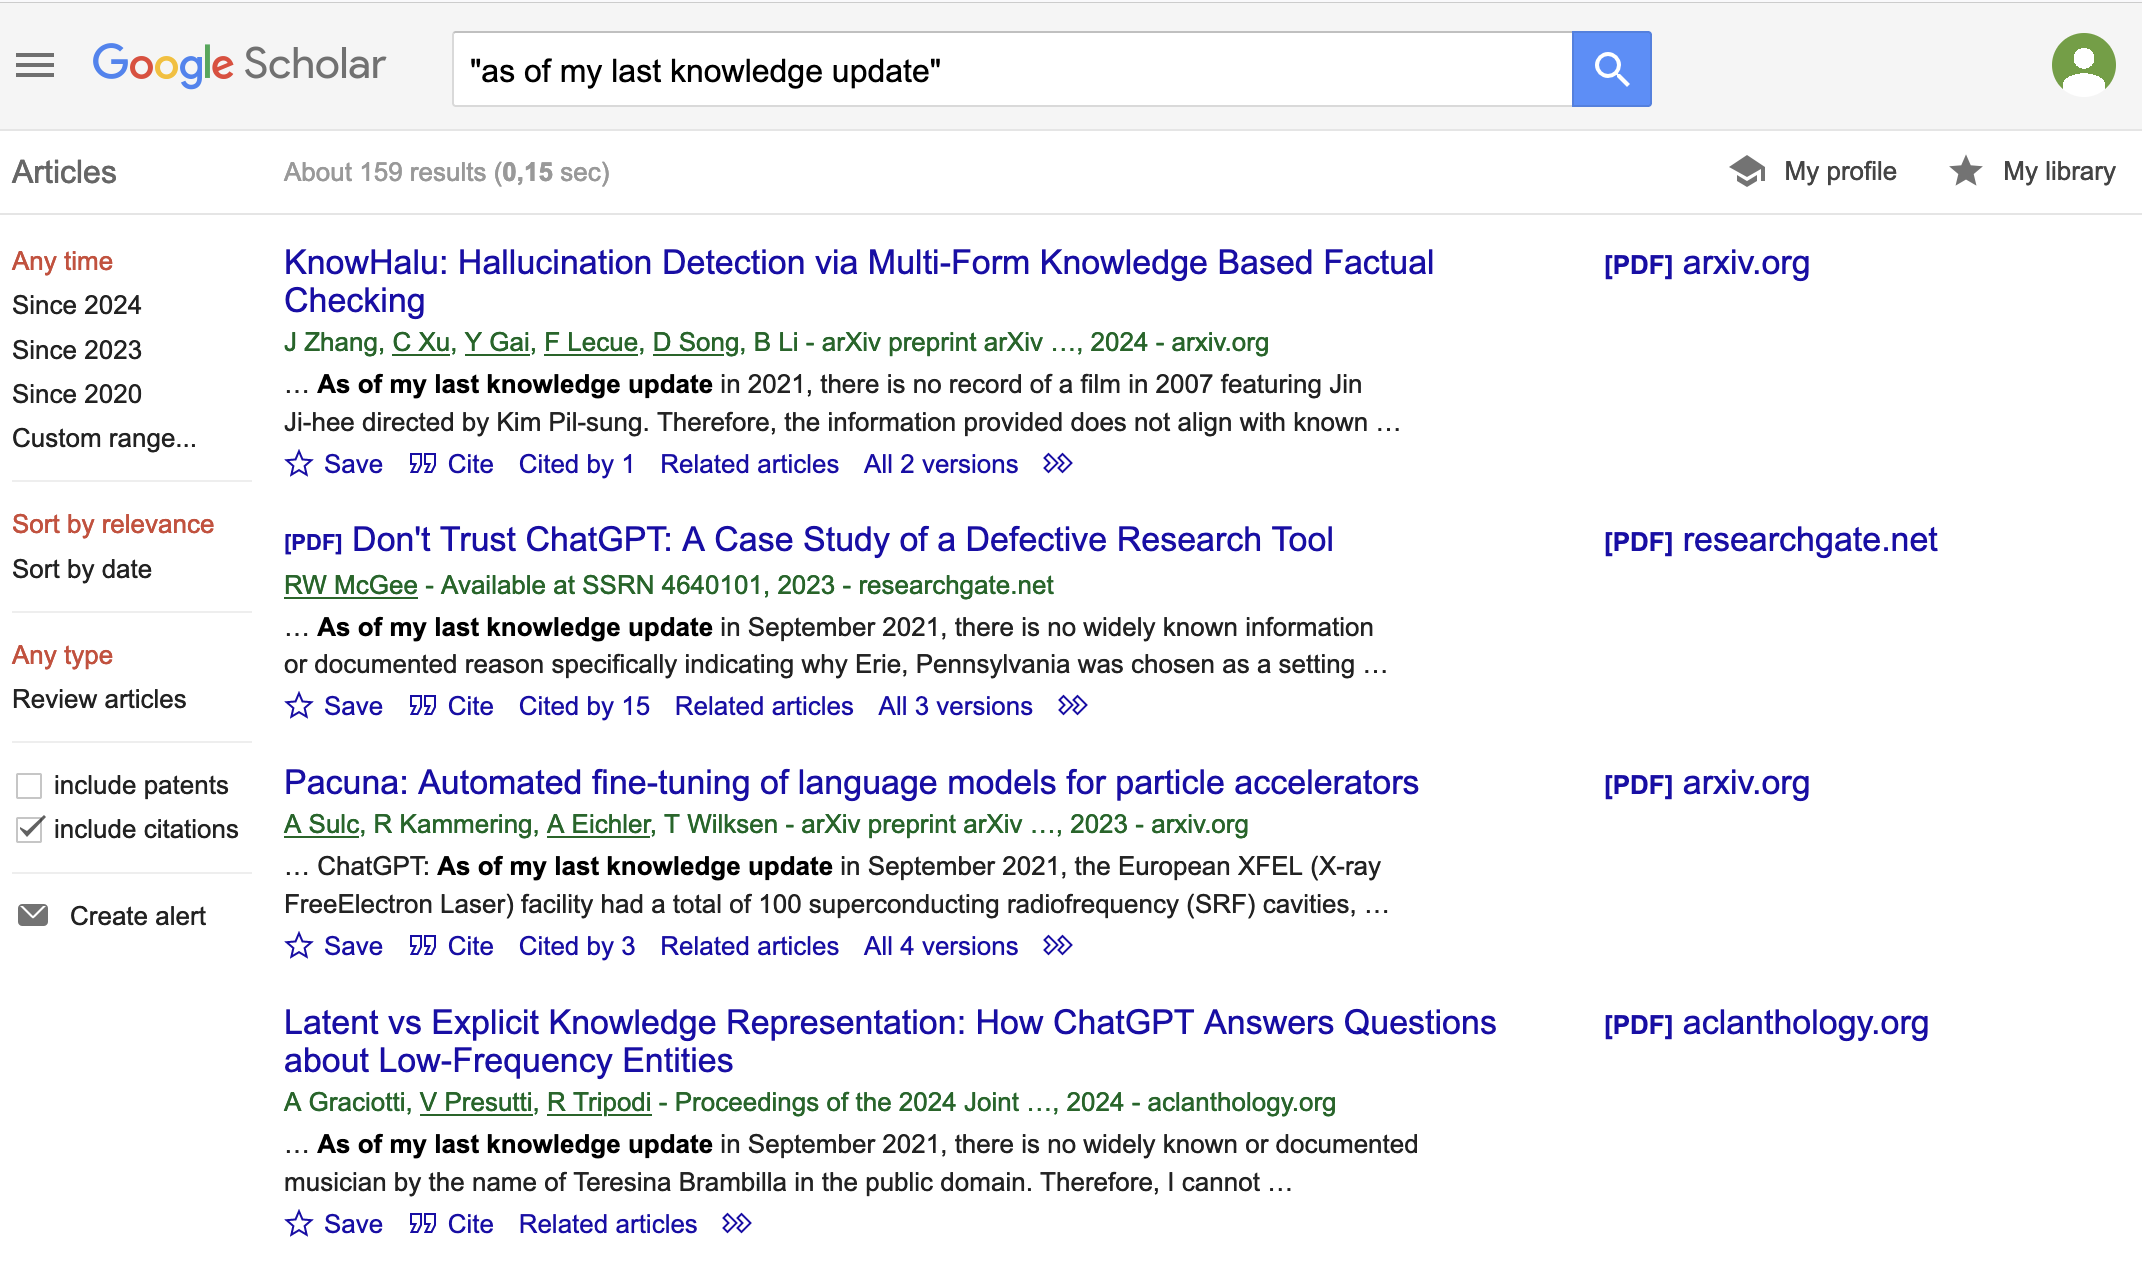 Google Scholar
"as of my last knowledge update"
Articles
About 159 results (0,15 sec)
My profile
My library
Any time
Since 2024
Since 2023
Since 2020
Custom range...
Sort by relevance
Sort by date
Any type
Review articles
include patents
include citations
Create alert
KnowHalu: Hallucination Detection via Multi-Form Knowledge Based Factual
Checking
[PDF] arxiv.org
J Zhang, C Xu, Y Gai, F Lecue, D Song, B Li - arXiv preprint arXiv …, 2024 - arxiv.org
… As of my last knowledge update in 2021, there is no record of a film in 2007 featuring Jin
Ji-hee directed by Kim Pil-sung. Therefore, the information provided does not align with known …
Save Cite Cited by 1 Related articles All 2 versions
[PDF] Don't Trust ChatGPT: A Case Study of a Defective Research Tool
[PDF] researchgate.net
RW McGee - Available at SSRN 4640101, 2023 - researchgate.net
… As of my last knowledge update in September 2021, there is no widely known information
or documented reason specifically indicating why Erie, Pennsylvania was chosen as a setting …
Save Cite Cited by 15 Related articles All 3 versions
Pacuna: Automated fine-tuning of language models for particle accelerators
[PDF] arxiv.org
A Sulc, R Kammering, A Eichler, T Wilksen - arXiv preprint arXiv …, 2023 - arxiv.org
… ChatGPT: As of my last knowledge update in September 2021, the European XFEL (X-ray
FreeElectron Laser) facility had a total of 100 superconducting radiofrequency (SRF) cavities, …
Save Cite Cited by 3 Related articles All 4 versions
Latent vs Explicit Knowledge Representation: How ChatGPT Answers Questions
about Low-Frequency Entities
[PDF] aclanthology.org
A Graciotti, V Presutti, R Tripodi - Proceedings of the 2024 Joint …, 2024 - aclanthology.org
… As of my last knowledge update in September 2021, there is no widely known or documented
musician by the name of Teresina Brambilla in the public domain. Therefore, I cannot …
Save Cite Related articles